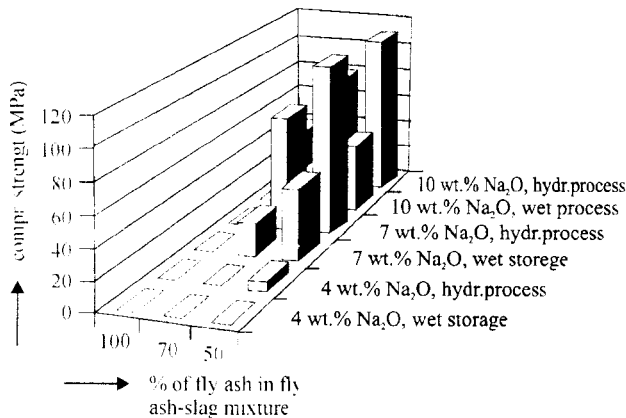 compr strengt (MPa)
120
100
80
60
40
20
0
100
70
50
% of fly ash in fly
ash-slag mixture
10 wt.% Na₂O, hydr.process
10 wt.% Na₂O, wet process
7 wt.% Na₂O, hydr.process
7 wt.% Na₂O, wet storege
4 wt.% Na₂O, hydr.process
4 wt.% Na₂O, wet storage